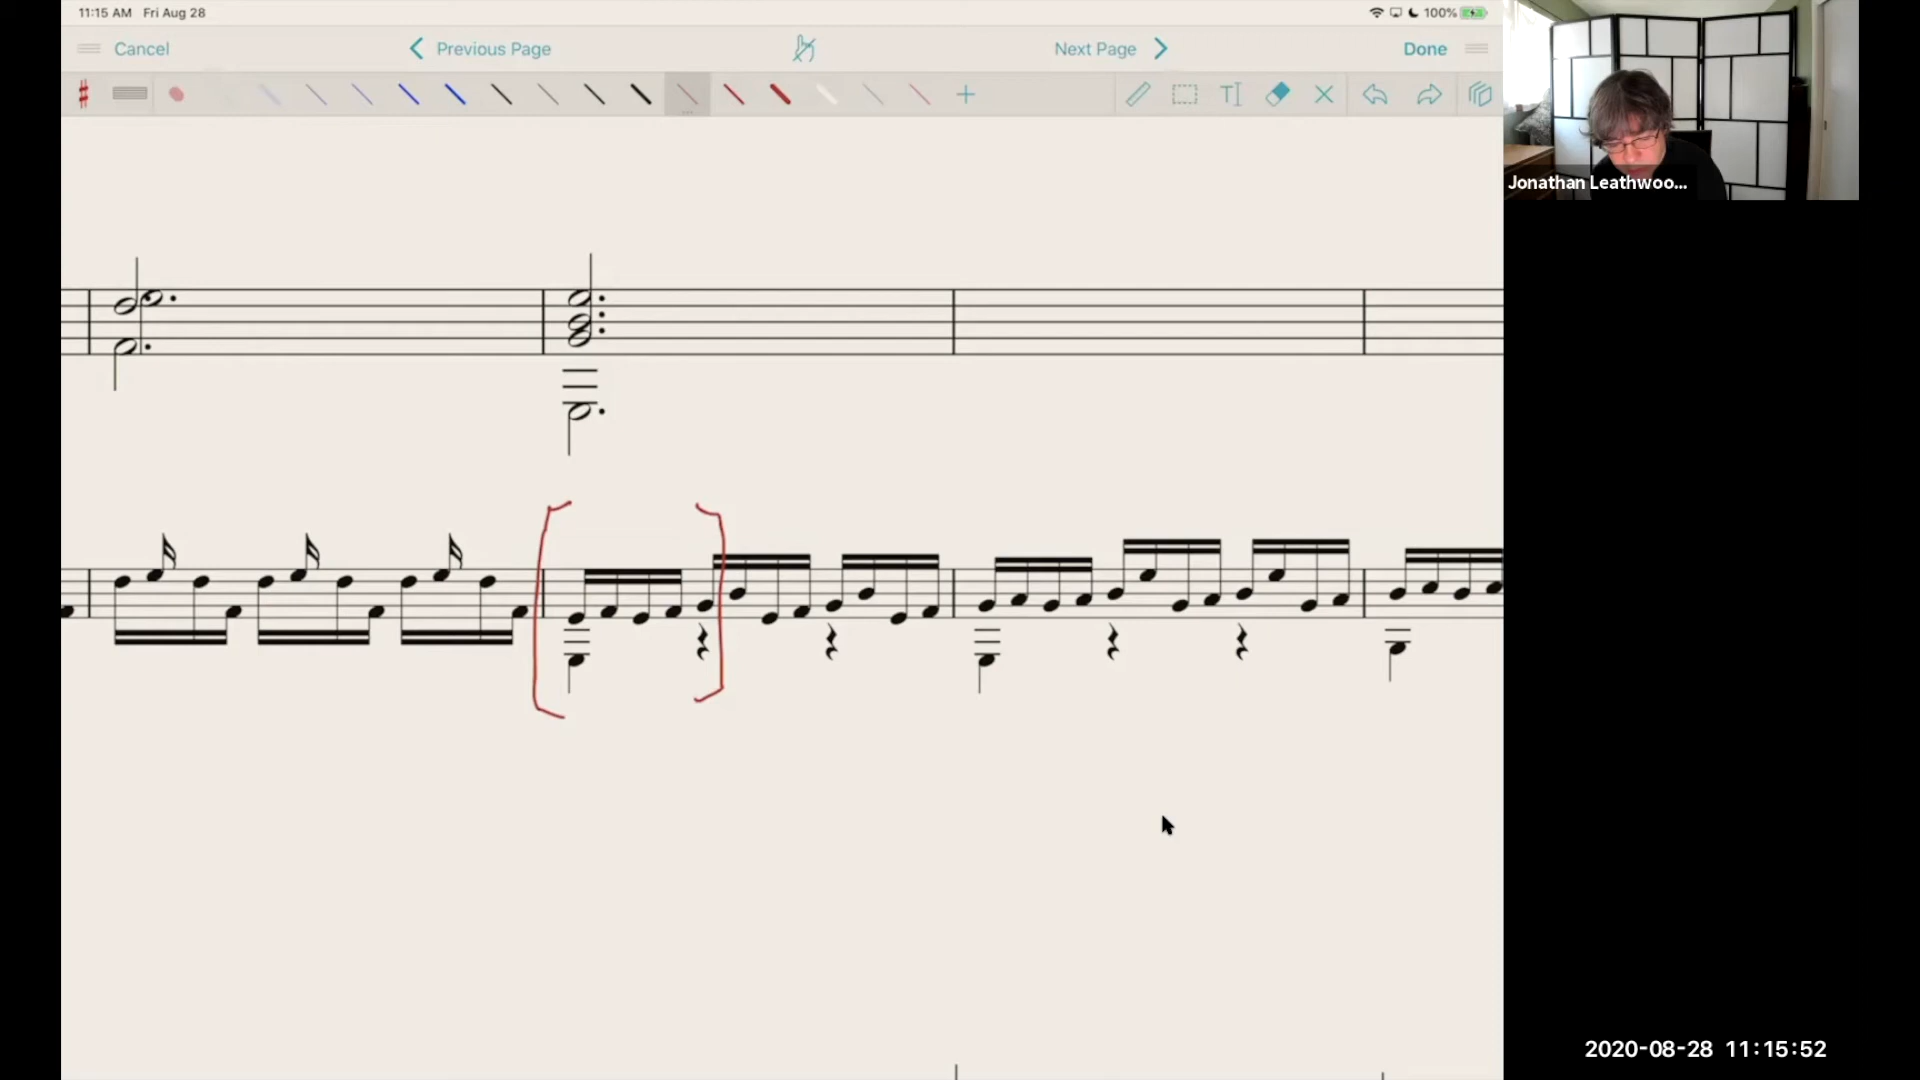 11:15 AM Fri Aug 28
100%
Cancel
Previous Page
Next Page
Done
T
Jonathan Leathwoo...
2020-08-28 11:15:52